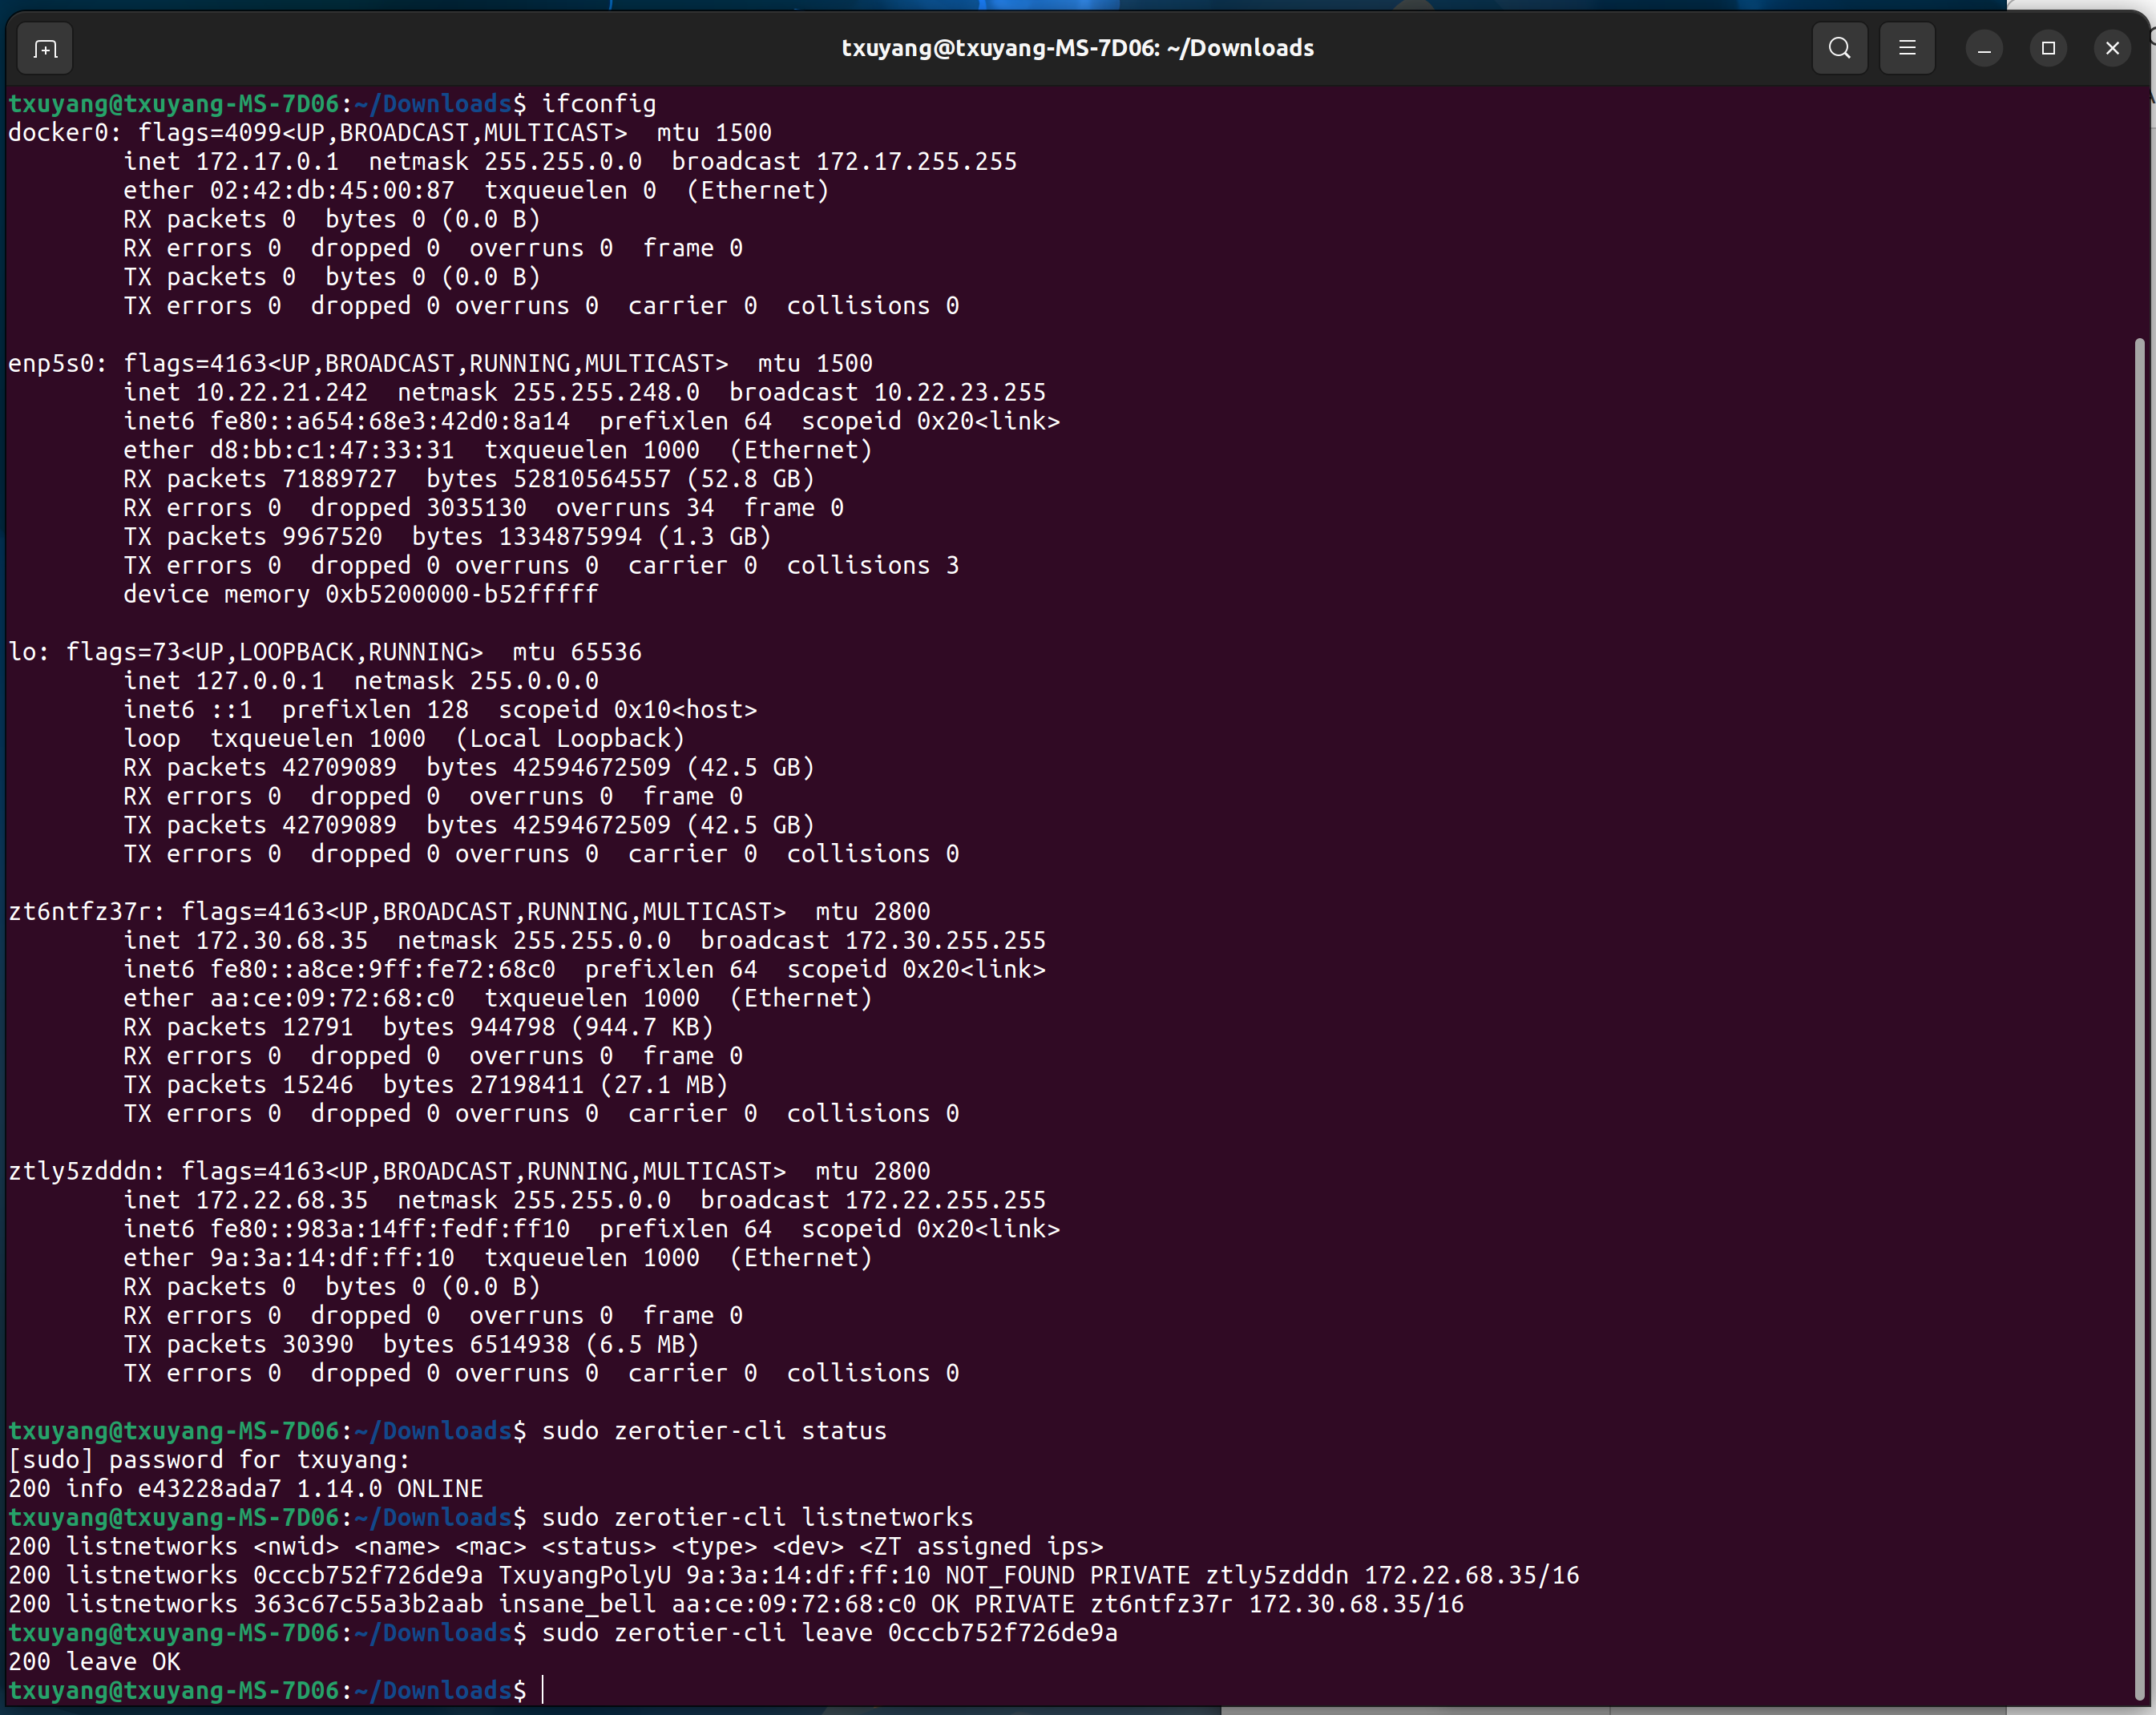 txuyang@txuyang-MS-7D06: ~/Downloads
txuyang@txuyang-MS-7D06:~/Downloads$ ifconfig
docker0: flags=4099<UP,BROADCAST,MULTICAST>  mtu 1500
        inet 172.17.0.1  netmask 255.255.0.0  broadcast 172.17.255.255
        ether 02:42:db:45:00:87  txqueuelen 0  (Ethernet)
        RX packets 0  bytes 0 (0.0 B)
        RX errors 0  dropped 0  overruns 0  frame 0
        TX packets 0  bytes 0 (0.0 B)
        TX errors 0  dropped 0 overruns 0  carrier 0  collisions 0

enp5s0: flags=4163<UP,BROADCAST,RUNNING,MULTICAST>  mtu 1500
        inet 10.22.21.242  netmask 255.255.248.0  broadcast 10.22.23.255
        inet6 fe80::a654:68e3:42d0:8a14  prefixlen 64  scopeid 0x20<link>
        ether d8:bb:c1:47:33:31  txqueuelen 1000  (Ethernet)
        RX packets 71889727  bytes 52810564557 (52.8 GB)
        RX errors 0  dropped 3035130  overruns 34  frame 0
        TX packets 9967520  bytes 1334875994 (1.3 GB)
        TX errors 0  dropped 0 overruns 0  carrier 0  collisions 3
        device memory 0xb5200000-b52fffff

lo: flags=73<UP,LOOPBACK,RUNNING>  mtu 65536
        inet 127.0.0.1  netmask 255.0.0.0
        inet6 ::1  prefixlen 128  scopeid 0x10<host>
        loop  txqueuelen 1000  (Local Loopback)
        RX packets 42709089  bytes 42594672509 (42.5 GB)
        RX errors 0  dropped 0  overruns 0  frame 0
        TX packets 42709089  bytes 42594672509 (42.5 GB)
        TX errors 0  dropped 0 overruns 0  carrier 0  collisions 0

zt6ntfz37r: flags=4163<UP,BROADCAST,RUNNING,MULTICAST>  mtu 2800
        inet 172.30.68.35  netmask 255.255.0.0  broadcast 172.30.255.255
        inet6 fe80::a8ce:9ff:fe72:68c0  prefixlen 64  scopeid 0x20<link>
        ether aa:ce:09:72:68:c0  txqueuelen 1000  (Ethernet)
        RX packets 12791  bytes 944798 (944.7 KB)
        RX errors 0  dropped 0  overruns 0  frame 0
        TX packets 15246  bytes 27198411 (27.1 MB)
        TX errors 0  dropped 0 overruns 0  carrier 0  collisions 0

ztly5zdddn: flags=4163<UP,BROADCAST,RUNNING,MULTICAST>  mtu 2800
        inet 172.22.68.35  netmask 255.255.0.0  broadcast 172.22.255.255
        inet6 fe80::983a:14ff:fedf:ff10  prefixlen 64  scopeid 0x20<link>
        ether 9a:3a:14:df:ff:10  txqueuelen 1000  (Ethernet)
        RX packets 0  bytes 0 (0.0 B)
        RX errors 0  dropped 0  overruns 0  frame 0
        TX packets 30390  bytes 6514938 (6.5 MB)
        TX errors 0  dropped 0 overruns 0  carrier 0  collisions 0

txuyang@txuyang-MS-7D06:~/Downloads$ sudo zerotier-cli status
[sudo] password for txuyang:
200 info e43228ada7 1.14.0 ONLINE
txuyang@txuyang-MS-7D06:~/Downloads$ sudo zerotier-cli listnetworks
200 listnetworks <nwid> <name> <mac> <status> <type> <dev> <ZT assigned ips>
200 listnetworks 0cccb752f726de9a TxuyangPolyU 9a:3a:14:df:ff:10 NOT_FOUND PRIVATE ztly5zdddn 172.22.68.35/16
200 listnetworks 363c67c55a3b2aab insane_bell aa:ce:09:72:68:c0 OK PRIVATE zt6ntfz37r 172.30.68.35/16
txuyang@txuyang-MS-7D06:~/Downloads$ sudo zerotier-cli leave 0cccb752f726de9a
200 leave OK
txuyang@txuyang-MS-7D06:~/Downloads$